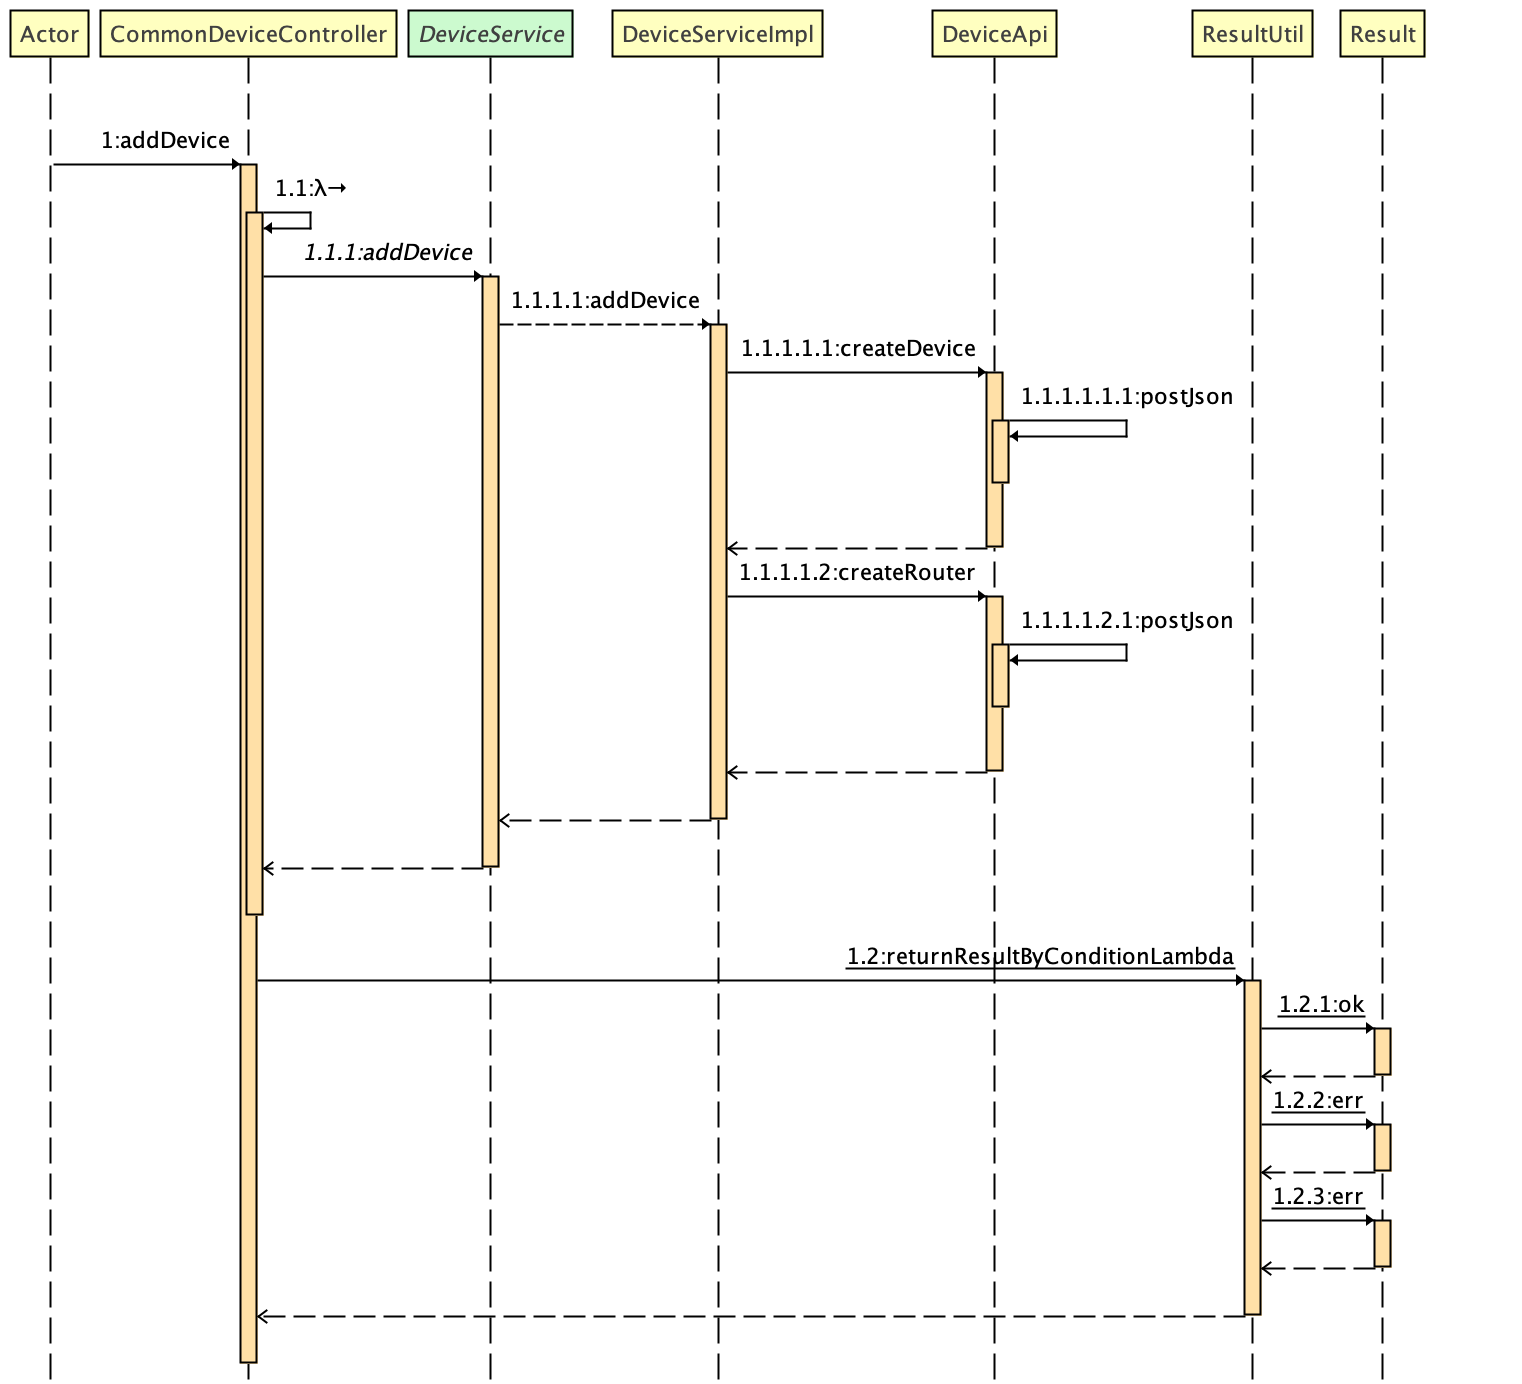 Actor
CommonDeviceController
DeviceService
DeviceServiceImpl
DeviceApi
ResultUtil
Result
1:addDevice
1.1:λ→
1.1.1:addDevice
1.1.1.1:addDevice
1.1.1.1.1:createDevice
1.1.1.1.1.1:postJson
1.1.1.1.2:createRouter
1.1.1.1.2.1:postJson
1.2:returnResultByConditionLambda
1.2.1:ok
1.2.2:err
1.2.3:err